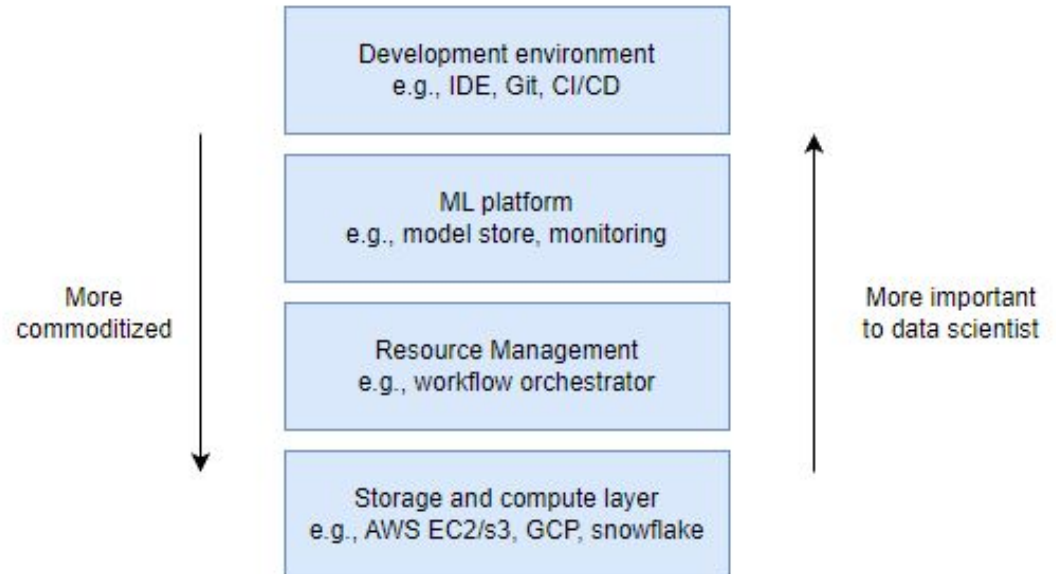 Development environment
e.g., IDE, Git, CI/CD
ML platform
e.g., model store, monitoring
More
commoditized
More important
to data scientist
Resource Management
e.g., workflow orchestrator
Storage and compute layer
e.g., AWS EC2/s3, GCP, snowflake